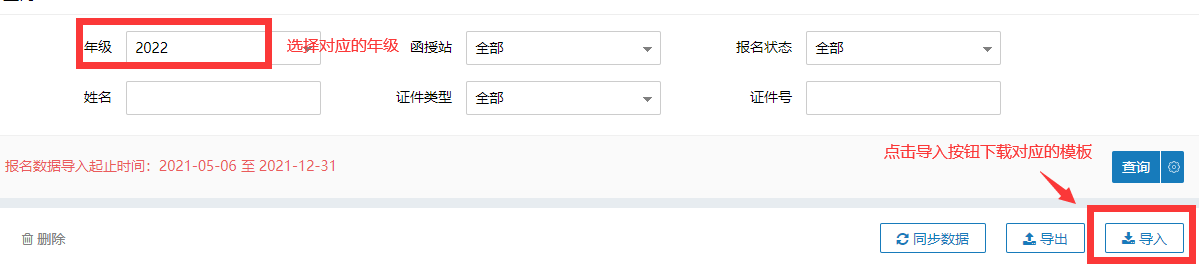 年级 2022 选择对应的年级 函授站 全部 报名状态 全部
姓名 证件类型 全部 证件号
点击导入按钮下载对应的模板
报名数据导入起止时间：2021-05-06 至 2021-12-31 查询
删除 同步数据 导出 导入